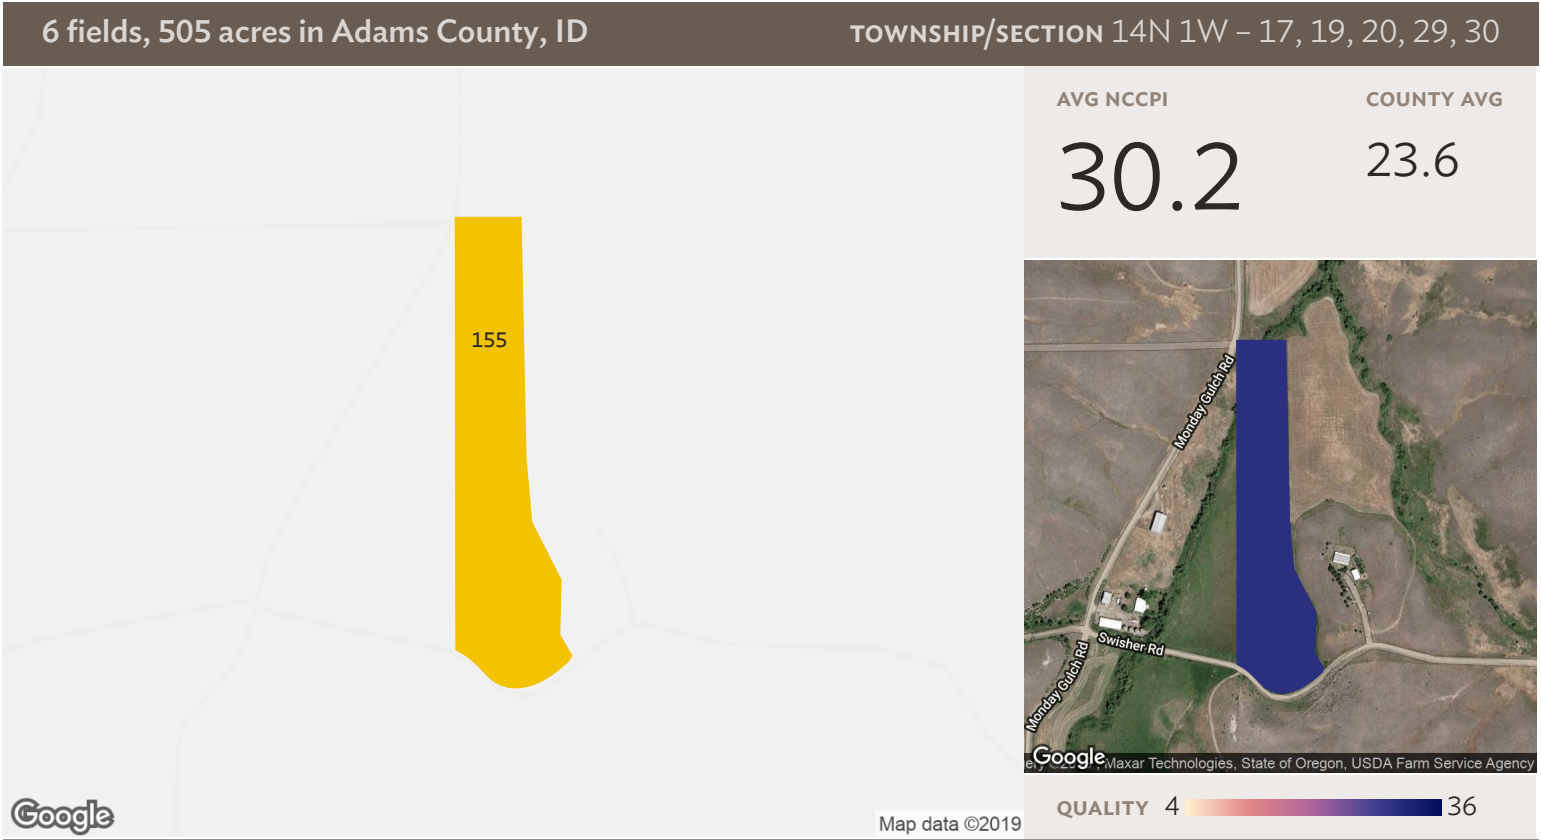 6 fields, 505 acres in Adams County, ID
TOWNSHIP/SECTION 14N 1W – 17, 19, 20, 29, 30
AVG NCCPI
COUNTY AVG
30.2
23.6
155
Monday Gulch Rd
Swisher Rd
Monday Gulch Rd
Google
Maxar Technologies, State of Oregon, USDA Farm Service Agency
QUALITY 4 36
Google
Map data ©2019